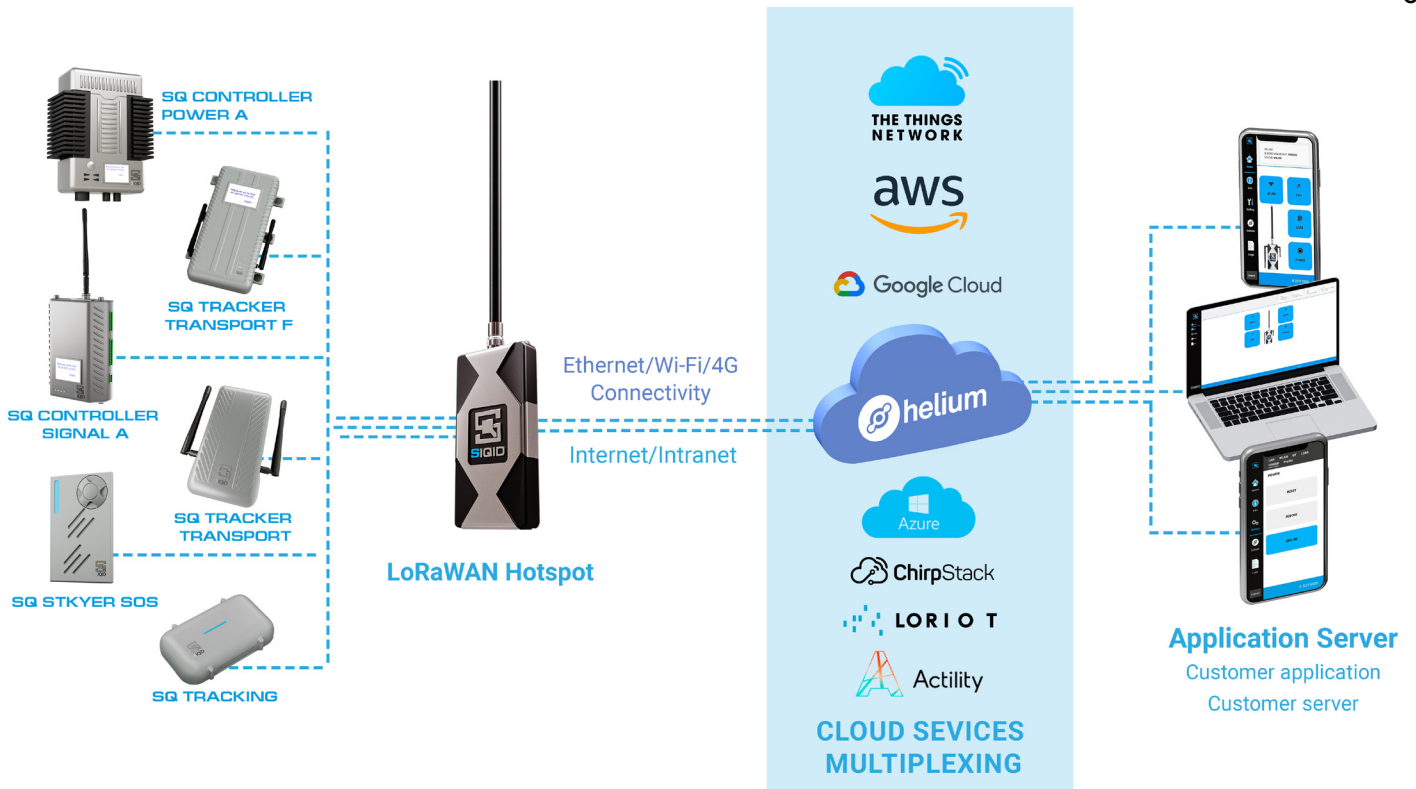 SQ CONTROLLER
POWER A
SQ TRACKER
TRANSPORT F
SQ CONTROLLER
SIGNAL A
SQ TRACKER
TRANSPORT
SQ STKYER SOS
SQ TRACKING
SIQID
LoRaWAN Hotspot
Ethernet/Wi-Fi/4G
Connectivity
Internet/Intranet
THE THINGS
NETWORK
aws
Google Cloud
helium
Azure
ChirpStack
LORIOT
Actility
CLOUD SEVICES
MULTIPLEXING
POWER
RESET
Application Server
Customer application
Customer server